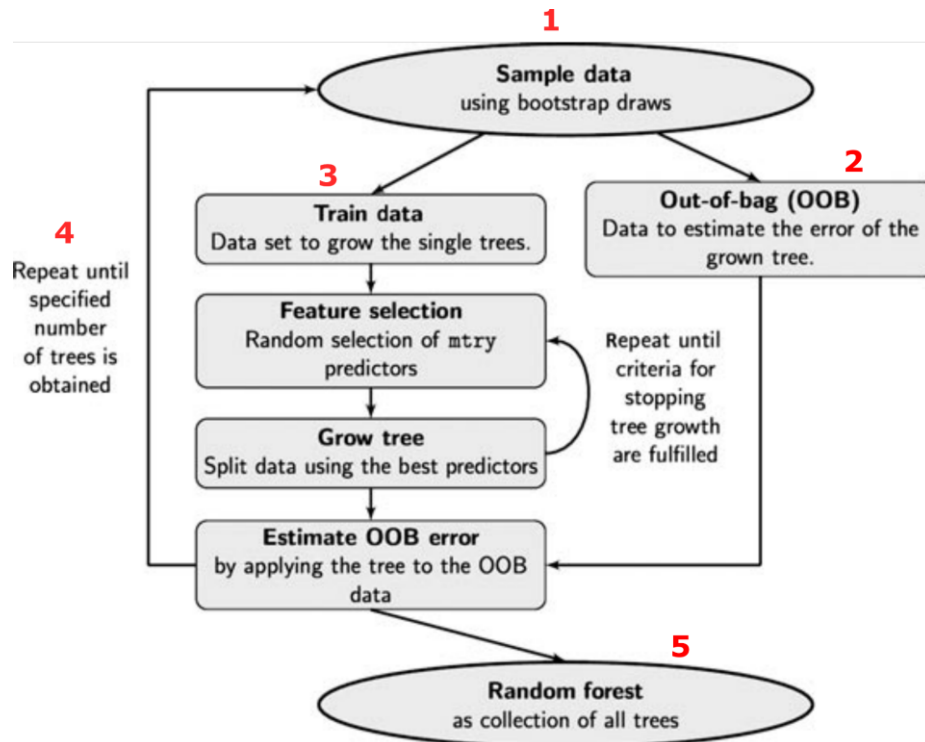 1
Sample data
using bootstrap draws
2
Out-of-bag (OOB)
Data to estimate the error of the
grown tree.
3
Train data
Data set to grow the single trees.
4
Repeat until
specified
number
of trees is
obtained
Feature selection
Random selection of mtry
predictors
Repeat until
criteria for
stopping
tree growth
are fulfilled
Grow tree
Split data using the best predictors
Estimate OOB error
by applying the tree to the OOB
data
5
Random forest
as collection of all trees